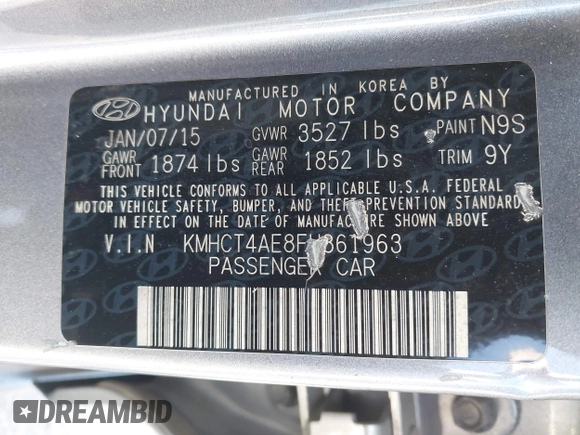 MANUFACTURED IN KOREA BY
HYUNDAI MOTOR COMPANY
JAN/07/15 GVWR 3527 lbs PAINT N9S
GAWR FRONT 1874 lbs GAWR REAR 1852 lbs TRIM 9Y
THIS VEHICLE CONFORMS TO ALL APPLICABLE U.S.A. FEDERAL
MOTOR VEHICLE SAFETY, BUMPER, AND THEFT PREVENTION STANDARDS
IN EFFECT ON THE DATE OF MANUFACTURE SHOWN ABOVE.
V.I.N KMHCT4AE8FU861963
PASSENGER CAR
DREAMBID